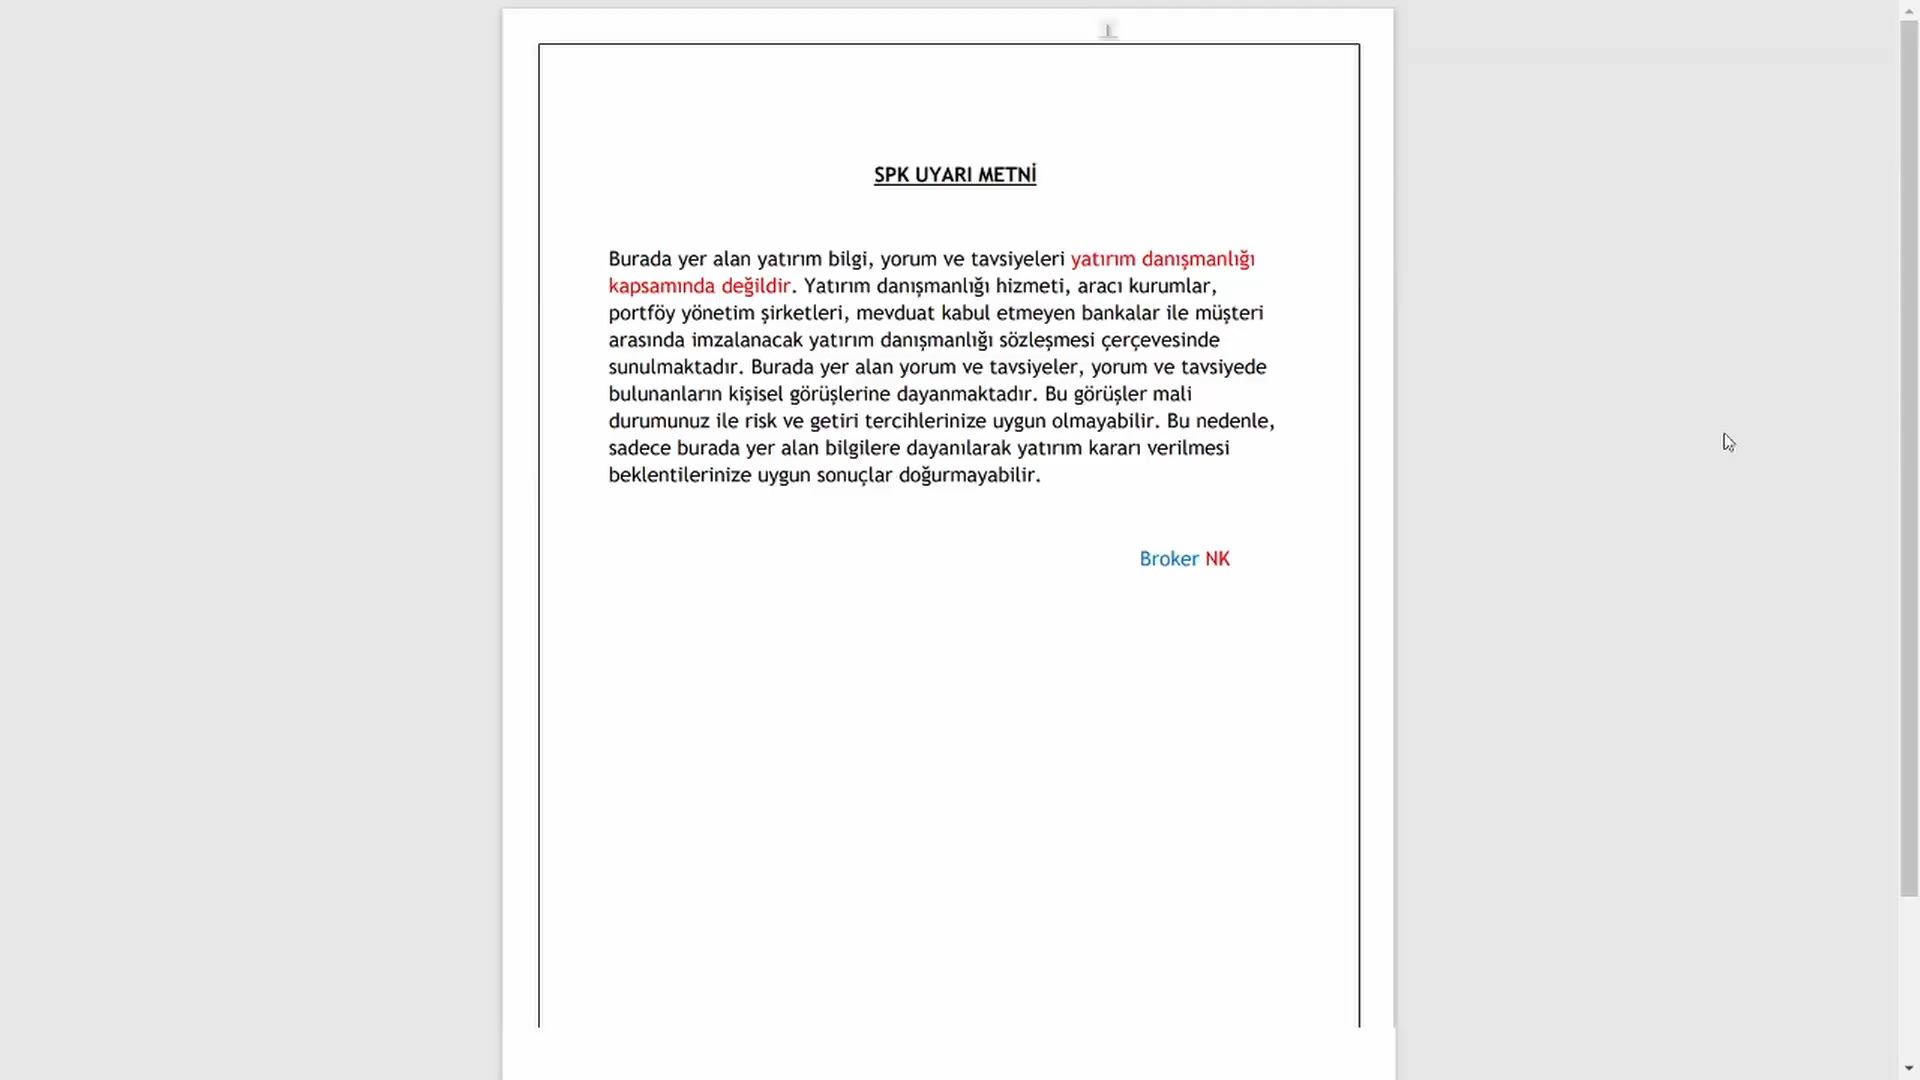 SPK UYARI METNİ
Burada yer alan yatırım bilgi, yorum ve tavsiyeleri yatırım danışmanlığı
kapsamında değildir. Yatırım danışmanlığı hizmeti, aracı kurumlar,
portföy yönetim şirketleri, mevduat kabul etmeyen bankalar ile müşteri
arasında imzalanacak yatırım danışmanlığı sözleşmesi çerçevesinde
sunulmaktadır. Burada yer alan yorum ve tavsiyeler, yorum ve tavsiyede
bulunanların kişisel görüşlerine dayanmaktadır. Bu görüşler mali
durumunuz ile risk ve getiri tercihlerinize uygun olmayabilir. Bu nedenle,
sadece burada yer alan bilgilere dayanılarak yatırım kararı verilmesi
beklentilerinize uygun sonuçlar doğurmayabilir.
Broker NK